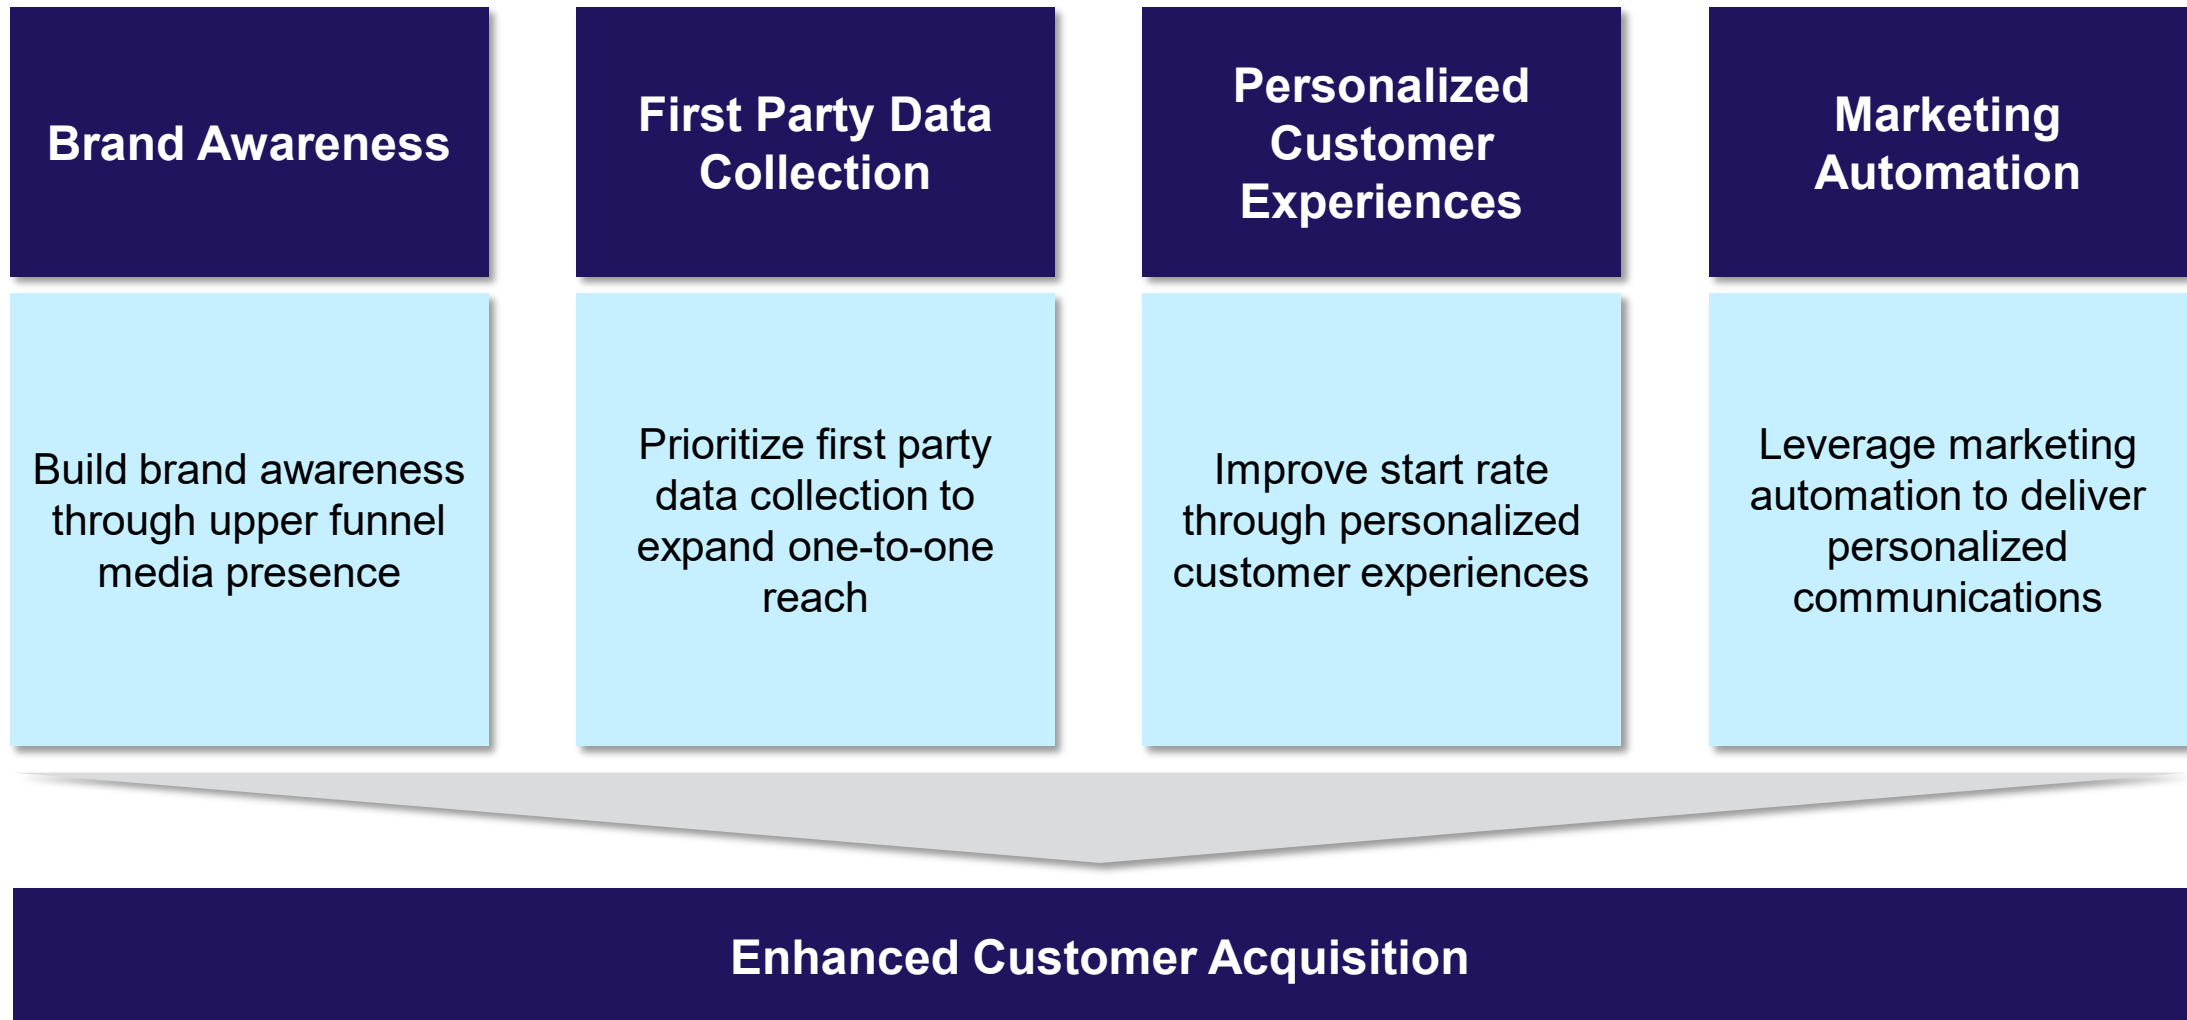 Brand Awareness
First Party Data
Collection
Personalized
Customer
Experiences
Marketing
Automation
Build brand awareness
through upper funnel
media presence
Prioritize first party
data collection to
expand one-to-one
reach
Improve start rate
through personalized
customer experiences
Leverage marketing
automation to deliver
personalized
communications
Enhanced Customer Acquisition